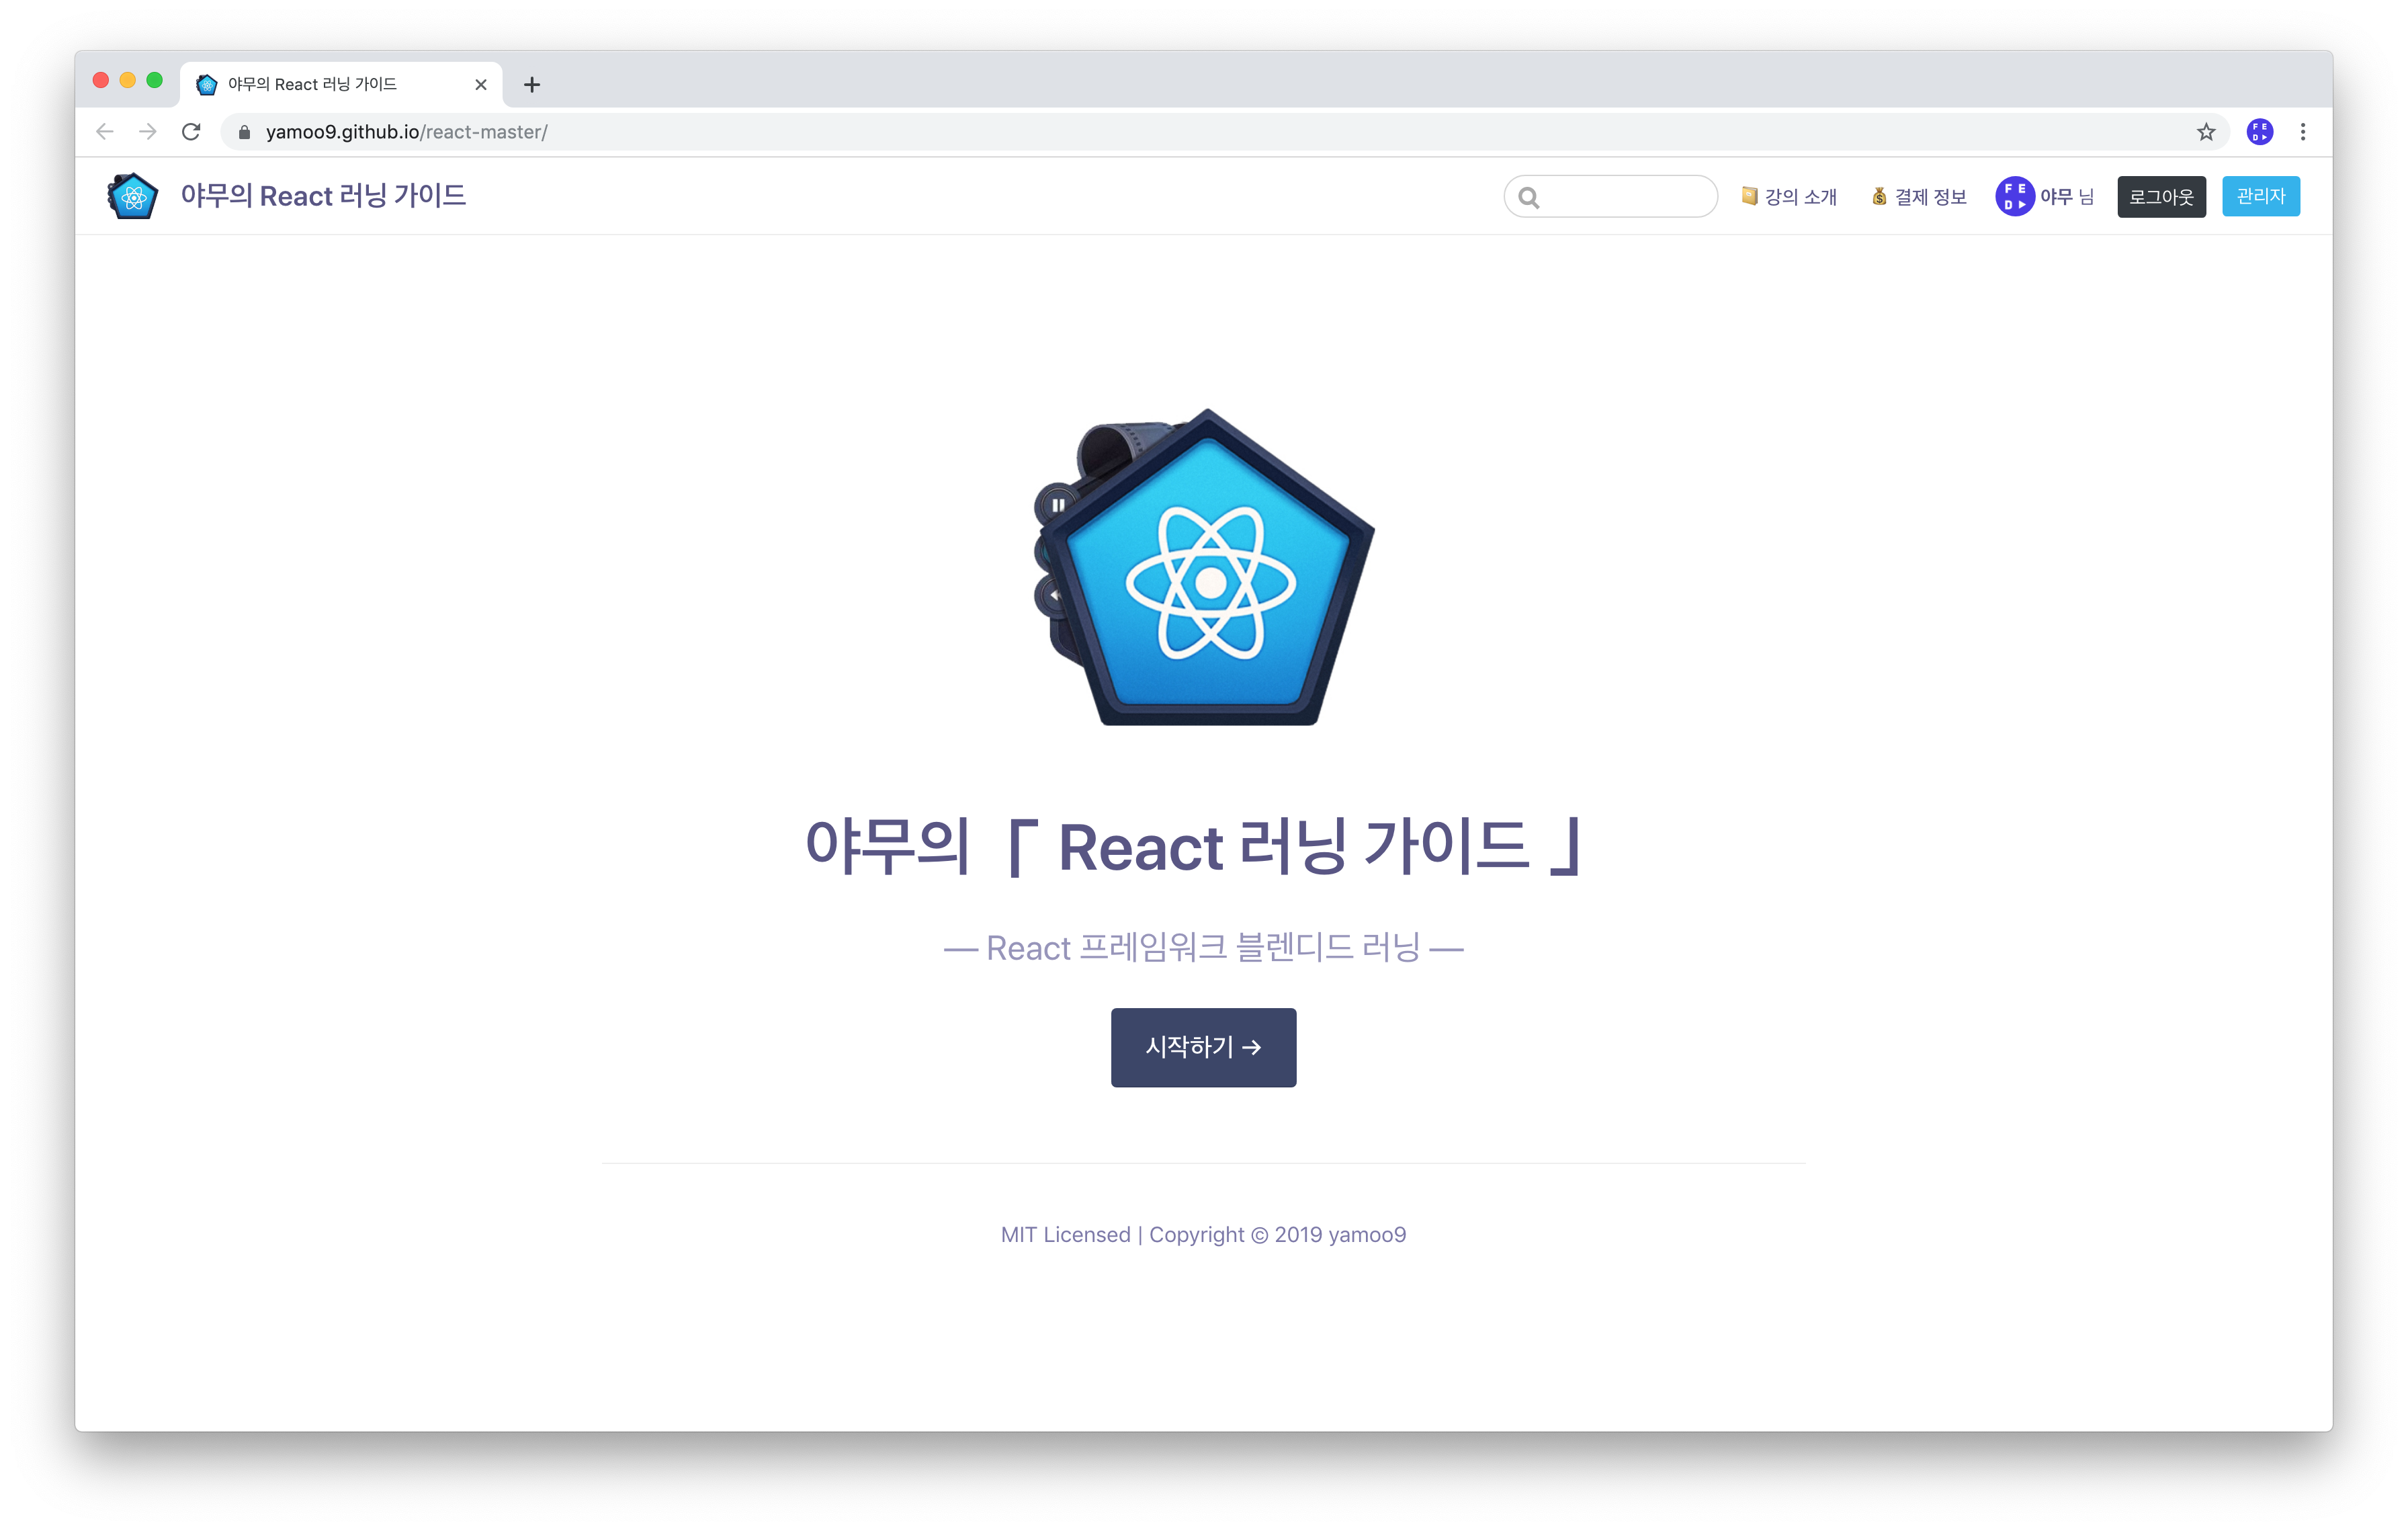 야무의 React 러닝 가이드
yamoo9.github.io/react-master/
FED
야무의 React 러닝 가이드
강의 소개
결제 정보
FED
야무 님
로그아웃
관리자
야무의「 React 러닝 가이드 」
— React 프레임워크 블렌디드 러닝 —
시작하기 →
MIT Licensed | Copyright © 2019 yamoo9